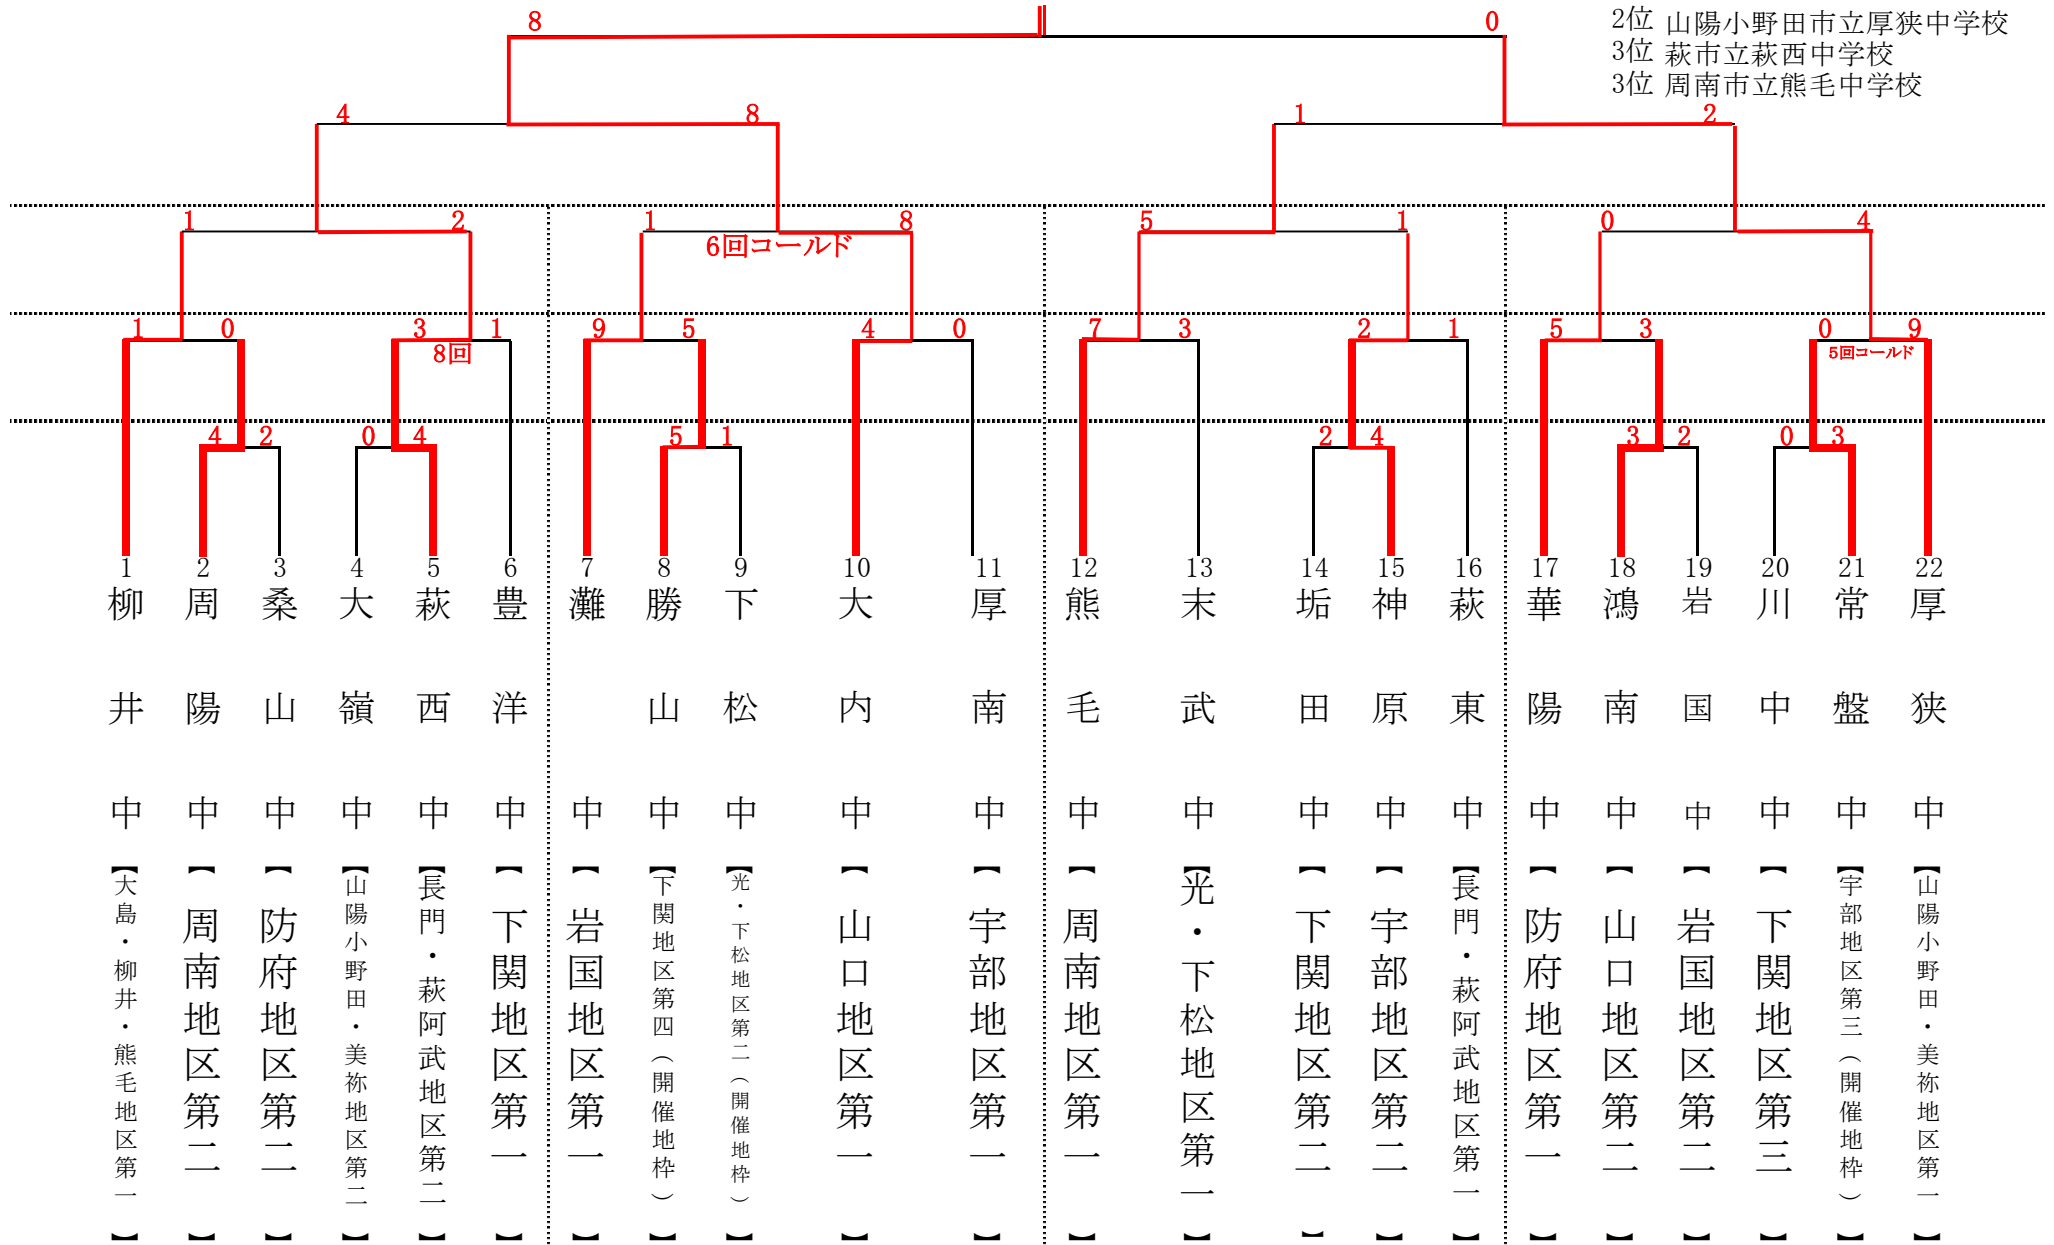 8 0
2位 山陽小野田市立厚狭中学校
3位 萩市立萩西中学校
3位 周南市立熊毛中学校
4 8 1 2
1 2 1 8 5 1 0 4
6回コールド
1 0 3 1 9 5 4 0 7 3 2 1 5 3 0 9
8回 5回コールド
4 2 0 4 5 1 2 4 3 2 0 3
1 柳井中【大島・柳井・熊毛地区第一】
2 周陽中【周南地区第二】
3 桑山中【防府地区第二】
4 大嶺中【山陽小野田・美祢地区第二】
5 萩西中【長門・萩阿武地区第二】
6 豊洋中【下関地区第一】
7 灘中【岩国地区第一】
8 勝山中【下関地区第四（開催地枠）】
9 下松中【光・下松地区第二（開催地枠）】
10 大内中【山口地区第一】
11 厚南中【宇部地区第一】
12 熊毛中【周南地区第一】
13 末武中【光・下松地区第一】
14 垢田中【下関地区第二】
15 神原中【宇部地区第二】
16 萩東中【長門・萩阿武地区第一】
17 華陽中【防府地区第一】
18 鴻南中【山口地区第二】
19 岩国中【岩国地区第二】
20 川中中【下関地区第三】
21 常盤中【宇部地区第三（開催地枠）】
22 厚狭中【山陽小野田・美祢地区第一】